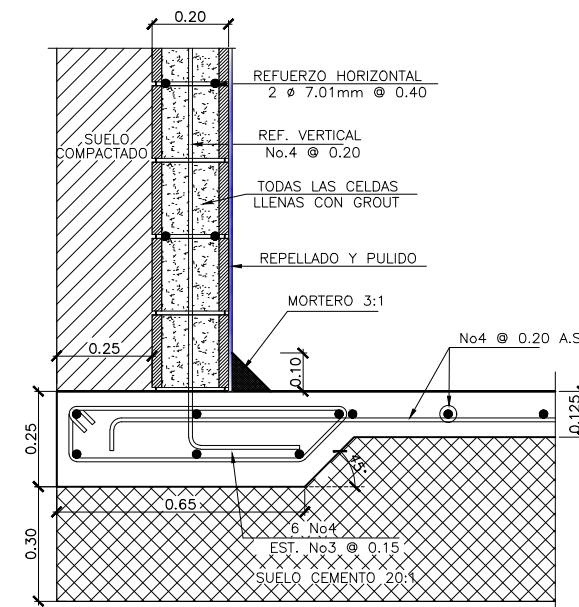 0.20
REFUERZO HORIZONTAL
2 ø 7.01mm @ 0.40
SUELO
COMPACTADO
REF. VERTICAL
No.4 @ 0.20
TODAS LAS CELDAS
LLENAS CON GROUT
REPELLADO Y PULIDO
MORTERO 3:1
0.25
0.10
No4 @ 0.20 A.S
0.125
0.25
45°
0.65
6 No4
EST. No3 @ 0.15
0.30
SUELO CEMENTO 20:1